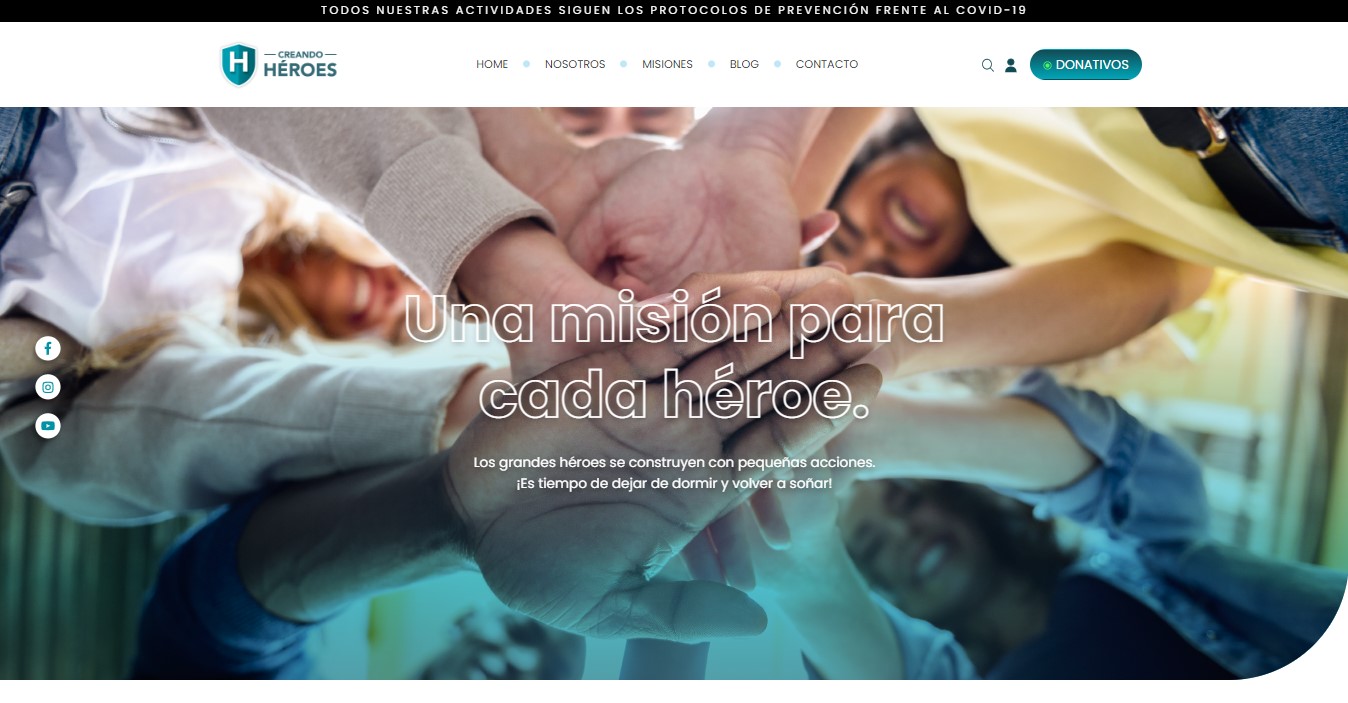 TODOS NUESTRAS ACTIVIDADES SIGUEN LOS PROTOCOLOS DE PREVENCIÓN FRENTE AL COVID-19
H CREANDO
HÉROES
HOME NOSOTROS MISIONES BLOG CONTACTO
DONATIVOS
Una misión para
cada héroe.
Los grandes héroes se construyen con pequeñas acciones.
¡Es tiempo de dejar de dormir y volver a soñar!